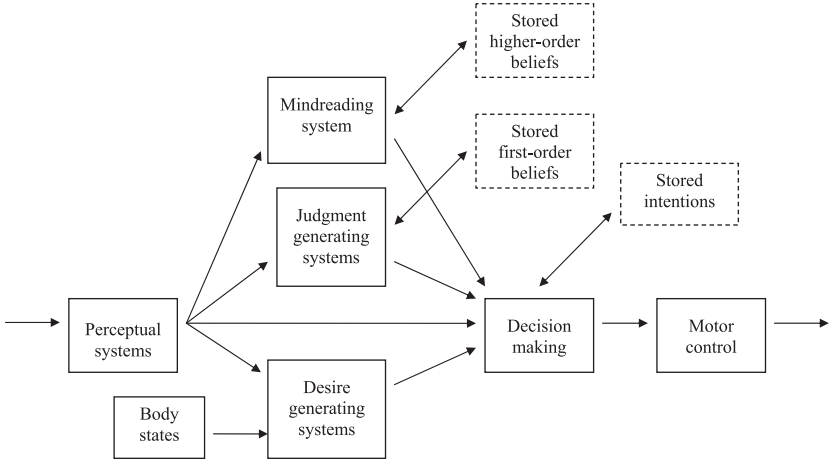 Stored
higher-order
beliefs
Mindreading
system
Stored
first-order
beliefs
Stored
intentions
Judgment
generating
systems
Perceptual
systems
Decision
making
Motor
control
Desire
generating
systems
Body
states